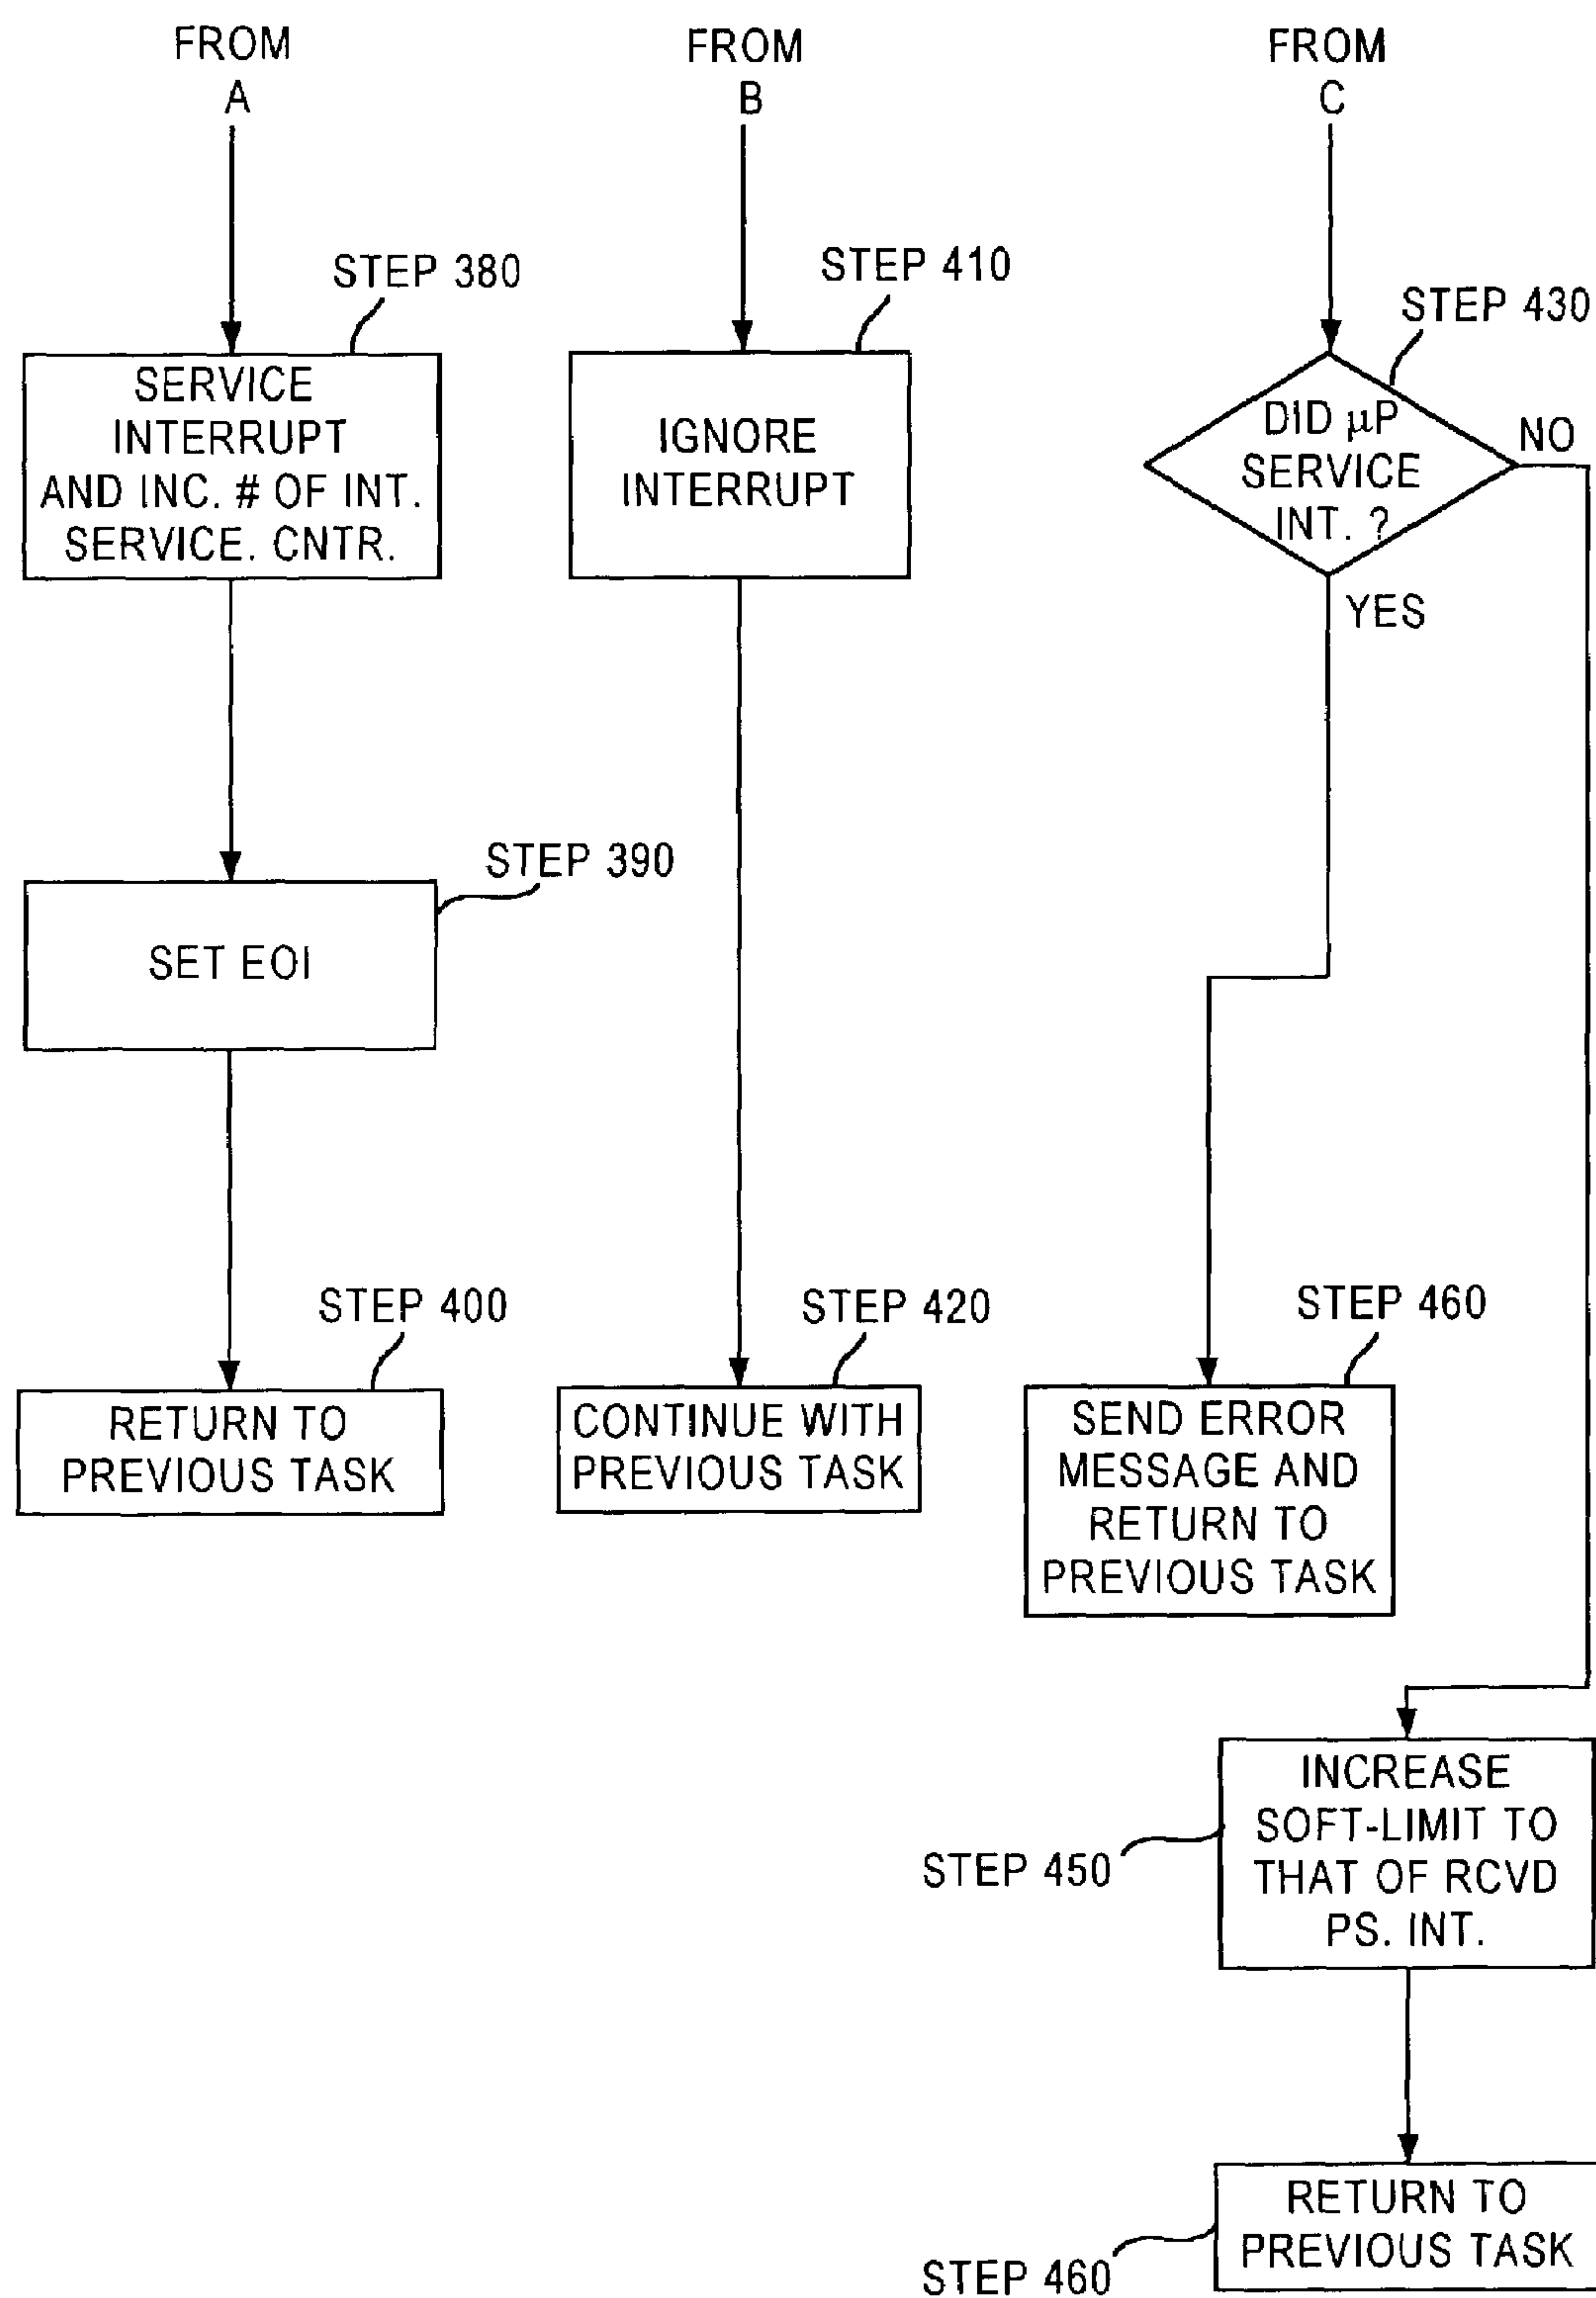 FROM
A
STEP 380
SERVICE
INTERRUPT
AND INC. # OF INT.
SERVICE. CNTR.
STEP 390
SET EOI
STEP 400
RETURN TO
PREVIOUS TASK
FROM
B
STEP 410
IGNORE
INTERRUPT
STEP 420
CONTINUE WITH
PREVIOUS TASK
FROM
C
STEP 430
DID µP
SERVICE
INT. ?
NO
YES
STEP 460
SEND ERROR
MESSAGE AND
RETURN TO
PREVIOUS TASK
INCREASE
SOFT-LIMIT TO
THAT OF RCVD
PS. INT.
STEP 450
RETURN TO
PREVIOUS TASK
STEP 460